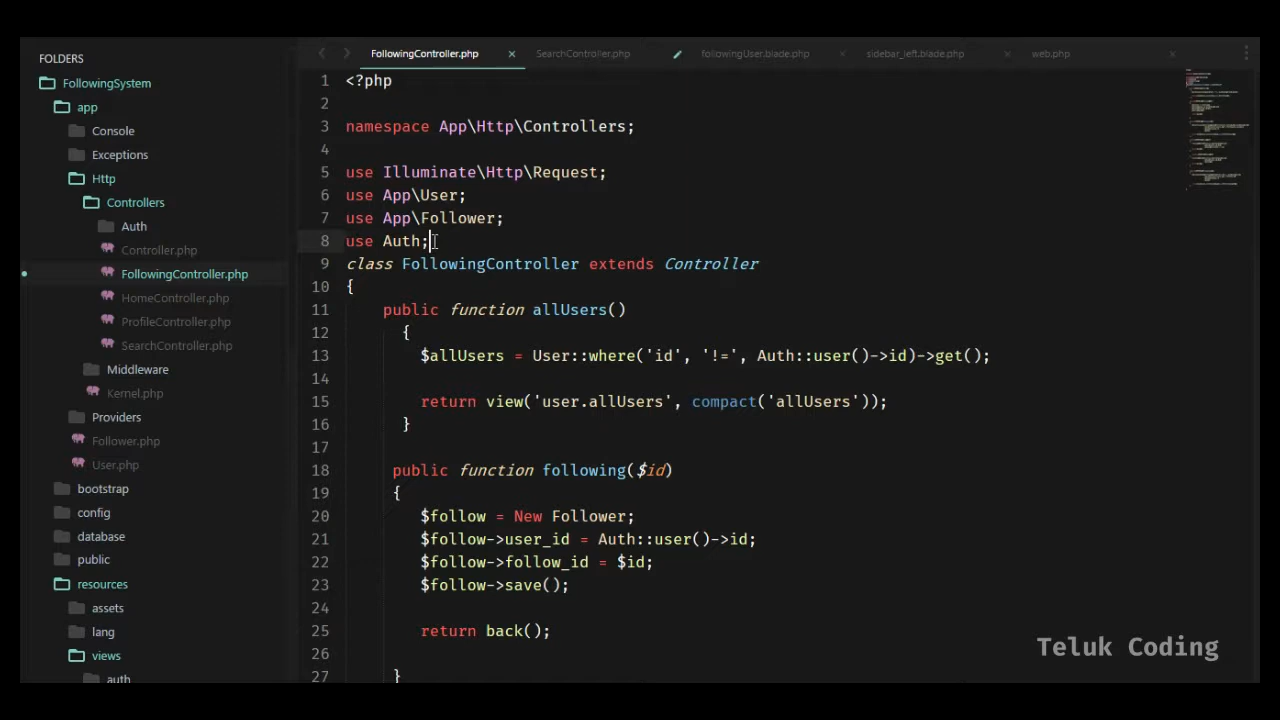 FOLDERS
FollowingSystem
app
Console
Exceptions
Http
Controllers
Auth
Controller.php
FollowingController.php
HomeController.php
ProfileController.php
SearchController.php
Middleware
Kernel.php
Providers
Follower.php
User.php
bootstrap
config
database
public
resources
assets
lang
views
auth
FollowingController.php × SearchController.php followingUser.blade.php × sidebar_left.blade.php × web.php ×
1 <?php
2
3 namespace App\Http\Controllers;
4
5 use Illuminate\Http\Request;
6 use App\User;
7 use App\Follower;
8 use Auth;
9 class FollowingController extends Controller
10 {
11 public function allUsers()
12 {
13 $allUsers = User::where('id', '!=', Auth::user()->id)->get();
14
15 return view('user.allUsers', compact('allUsers'));
16 }
17
18 public function following($id)
19 {
20 $follow = New Follower;
21 $follow->user_id = Auth::user()->id;
22 $follow->follow_id = $id;
23 $follow->save();
24
25 return back();
26
27 }
Teluk Coding